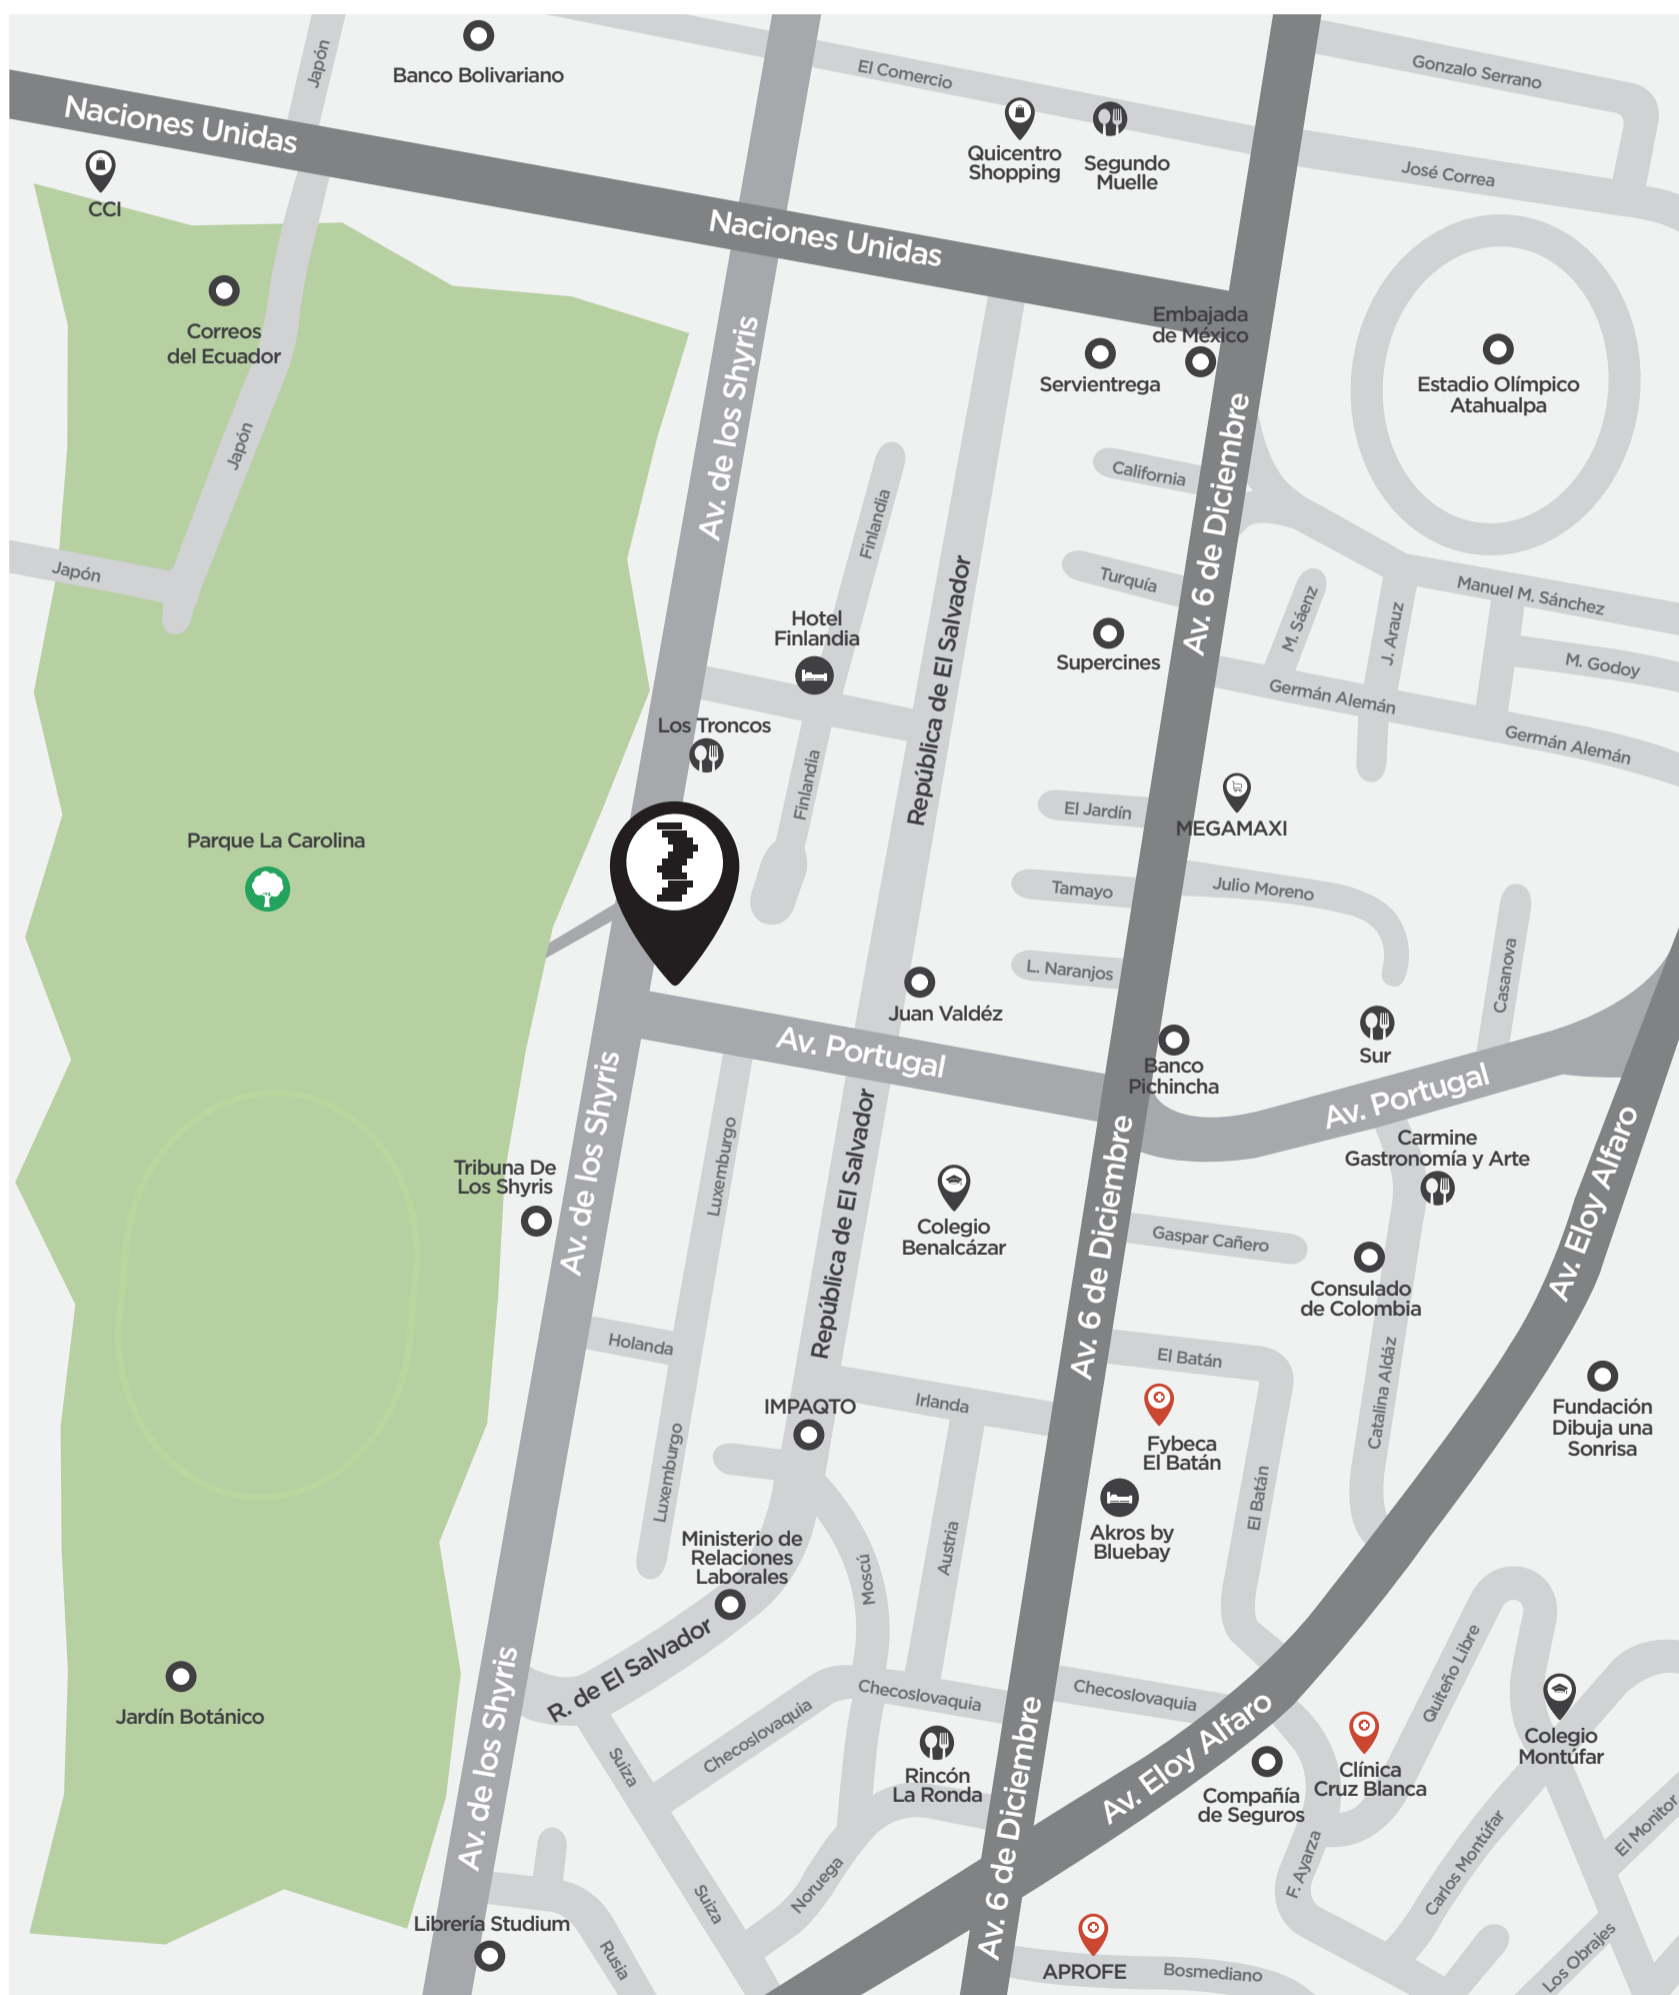 Japón
Banco Bolivariano
El Comercio
Gonzalo Serrano
Naciones Unidas
CCI
Quicentro
Shopping
Segundo
Muelle
José Correa
Naciones Unidas
Correos
del Ecuador
Embajada
de México
Servientrega
Estadio Olímpico
Atahualpa
Av. de los Shyris
Japón
California
Av. 6 de Diciembre
Finlandia
Japón
Turquía
Manuel M. Sánchez
M. Sáenz
J. Arauz
M. Godoy
Hotel
Finlandia
República de El Salvador
Supercines
Germán Alemán
Germán Alemán
Los Troncos
Finlandia
El Jardín
MEGAMAXI
Parque La Carolina
Tamayo
Julio Moreno
L. Naranjos
Casanova
Juan Valdéz
Av. Portugal
Banco
Pichincha
Sur
Av. Portugal
Av. de los Shyris
Luxemburgo
República de El Salvador
Tribuna De
Los Shyris
Colegio
Benalcázar
Av. 6 de Diciembre
Carmine
Gastronomía y Arte
Av. Eloy Alfaro
Gaspar Cañero
Consulado
de Colombia
Holanda
El Batán
Catalina Aldáz
IMPAQTO
Irlanda
Fybeca
El Batán
Fundación
Dibuja una
Sonrisa
Luxemburgo
El Batán
Akros by
Bluebay
Ministerio de
Relaciones
Laborales
Moscú
Austria
R. de El Salvador
Jardín Botánico
Av. de los Shyris
Checoslovaquia
Checoslovaquia
Checoslovaquia
Quiteño Libre
Suiza
Av. 6 de Diciembre
Av. Eloy Alfaro
Rincón
La Ronda
Compañía
de Seguros
Clínica
Cruz Blanca
Colegio
Montúfar
F. Ayarza
Carlos Montúfar
El Monitor
Suiza
Noruega
Librería Studium
Rusia
APROFE
Bosmediano
Los Obrajes